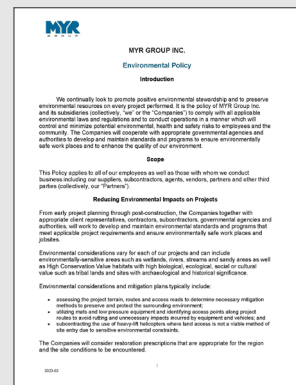 MYR
GROUP
MYR GROUP INC.
Environmental Policy
Introduction
We continually look to promote positive environmental stewardship and to preserve
environmental resources on every project performed. It is the policy of MYR Group Inc.
and its subsidiaries (collectively, "we" or the "Companies") to comply with all applicable
environmental laws and regulations and to conduct operations in a manner which will
control and minimize potential environmental, health and safety risks to employees and the
community. The Companies will cooperate with appropriate governmental agencies and
authorities to develop and maintain standards and programs to ensure environmentally
safe work places and to enhance the quality of our environment.
Scope
This Policy applies to all of our employees as well as those with whom we conduct
business including our suppliers, subcontractors, agents, vendors, partners and other third
parties (collectively, our "Partners").
Reducing Environmental Impacts on Projects
From early project planning through post-construction, the Companies together with
appropriate client representatives, contractors, subcontractors, governmental agencies and
authorities, will work to develop and maintain environmental standards and programs that
meet applicable project requirements and ensure environmentally safe work places and
jobsites.
Environmental considerations vary for each of our projects and can include
environmentally-sensitive areas such as wetlands, rivers, streams and sandy areas as well
as High Conservation Value habitats with high biological, ecological, social or cultural
value such as tribal lands and sites with archaeological and historical significance.
Environmental considerations and mitigation plans typically include:
• assessing the project terrain, routes and access roads to determine necessary mitigation
methods to preserve and protect the surrounding environment;
• utilizing mats and low pressure equipment and identifying access points along project
routes to avoid rutting and unnecessary impacts incurred by equipment and vehicles; and
• subcontracting the use of heavy-lift helicopters where land access is not a viable method of
site entry due to sensitive environmental constraints.
The Companies will consider restoration prescriptions that are appropriate for the region
and the site conditions to be encountered.
1